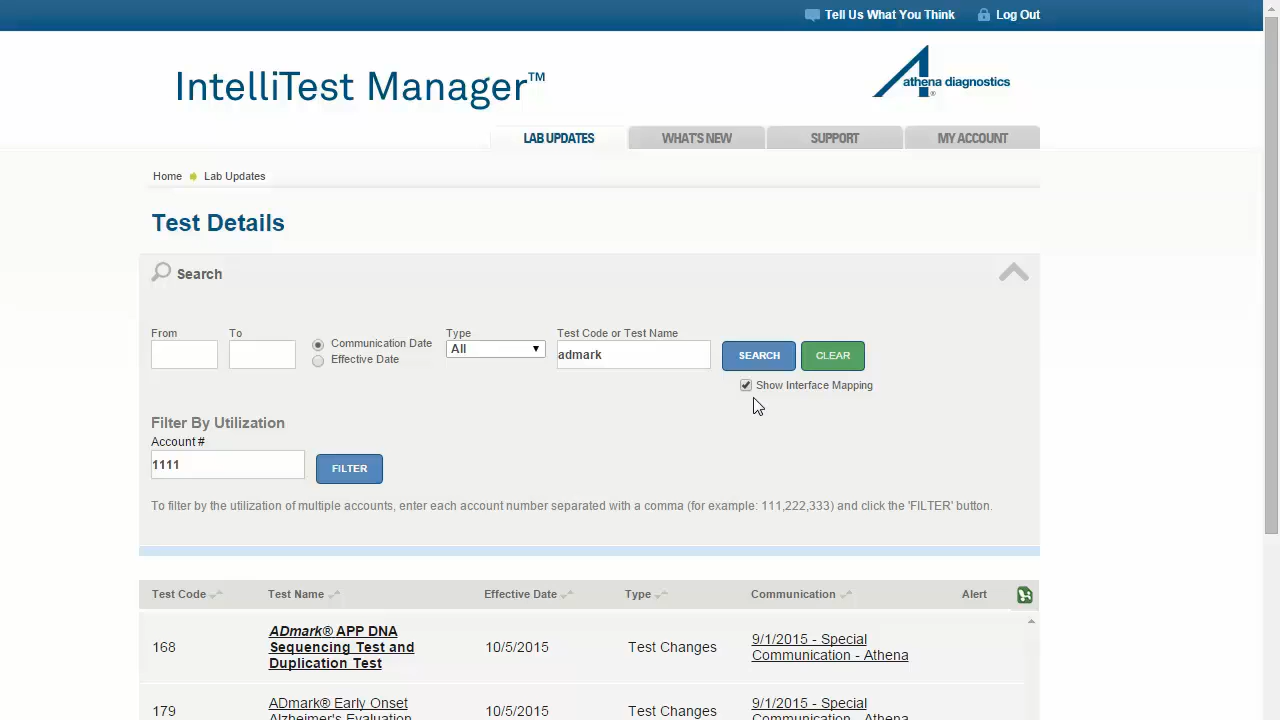 Tell Us What You Think Log Out
IntelliTest Manager™
athena diagnostics®
LAB UPDATES WHAT'S NEW SUPPORT MY ACCOUNT
Home Lab Updates
Test Details
Search
From To Communication Date Type Test Code or Test Name
Effective Date All admark SEARCH CLEAR
Show Interface Mapping
Filter By Utilization
Account #
1111 FILTER
To filter by the utilization of multiple accounts, enter each account number separated with a comma (for example: 111,222,333) and click the 'FILTER' button.
Test Code Test Name Effective Date Type Communication Alert
168 ADmark® APP DNA Sequencing Test and Duplication Test 10/5/2015 Test Changes 9/1/2015 - Special Communication - Athena
179 ADmark® Early Onset Alzheimer's Evaluation 10/5/2015 Test Changes 9/1/2015 - Special Communication - Athena